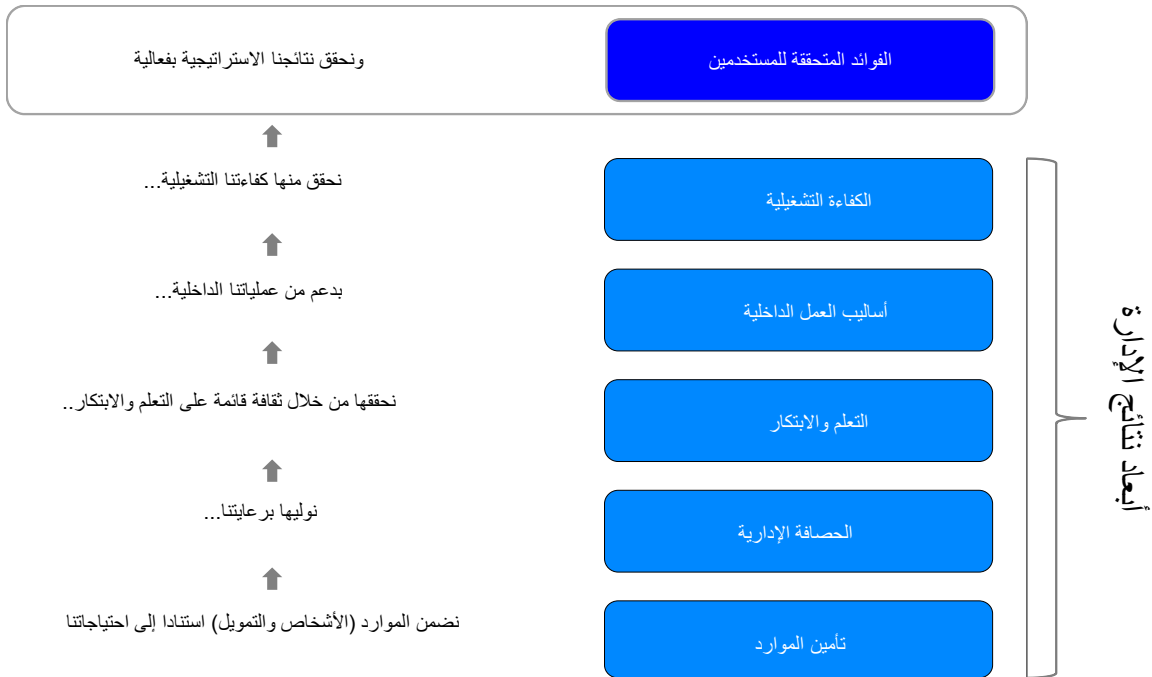 الفوائد المتحققة للمستخدمين
ونحقق نتائجنا الاستراتيجية بفعالية
الكفاءة التشغيلية
نحقق منها كفاءتنا التشغيلية...
أساليب العمل الداخلية
بدعم من عملياتنا الداخلية...
التعلم والابتكار
نحققها من خلال ثقافة قائمة على التعلم والابتكار..
الحصافة الإدارية
نوليها برعايتنا...
تأمين الموارد
نضمن الموارد (الأشخاص والتمويل) استنادا إلى احتياجاتنا
أبعاد نتائج الإدارة